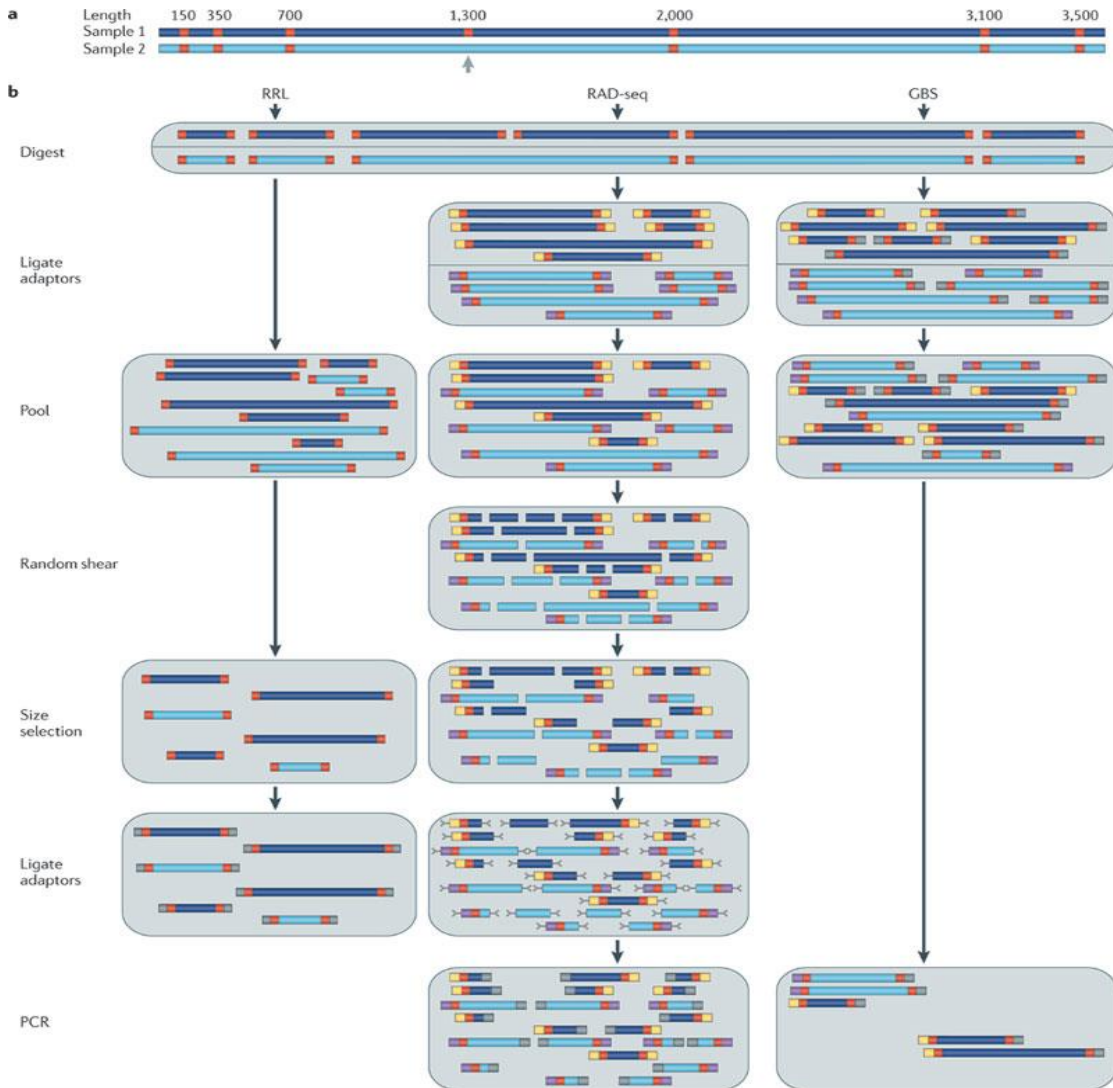 a
Length 150 350 700 1,300 2,000 3,100 3,500
Sample 1
Sample 2
b
RRL RAD-seq GBS
Digest
Ligate
adaptors
Pool
Random shear
Size
selection
Ligate
adaptors
PCR